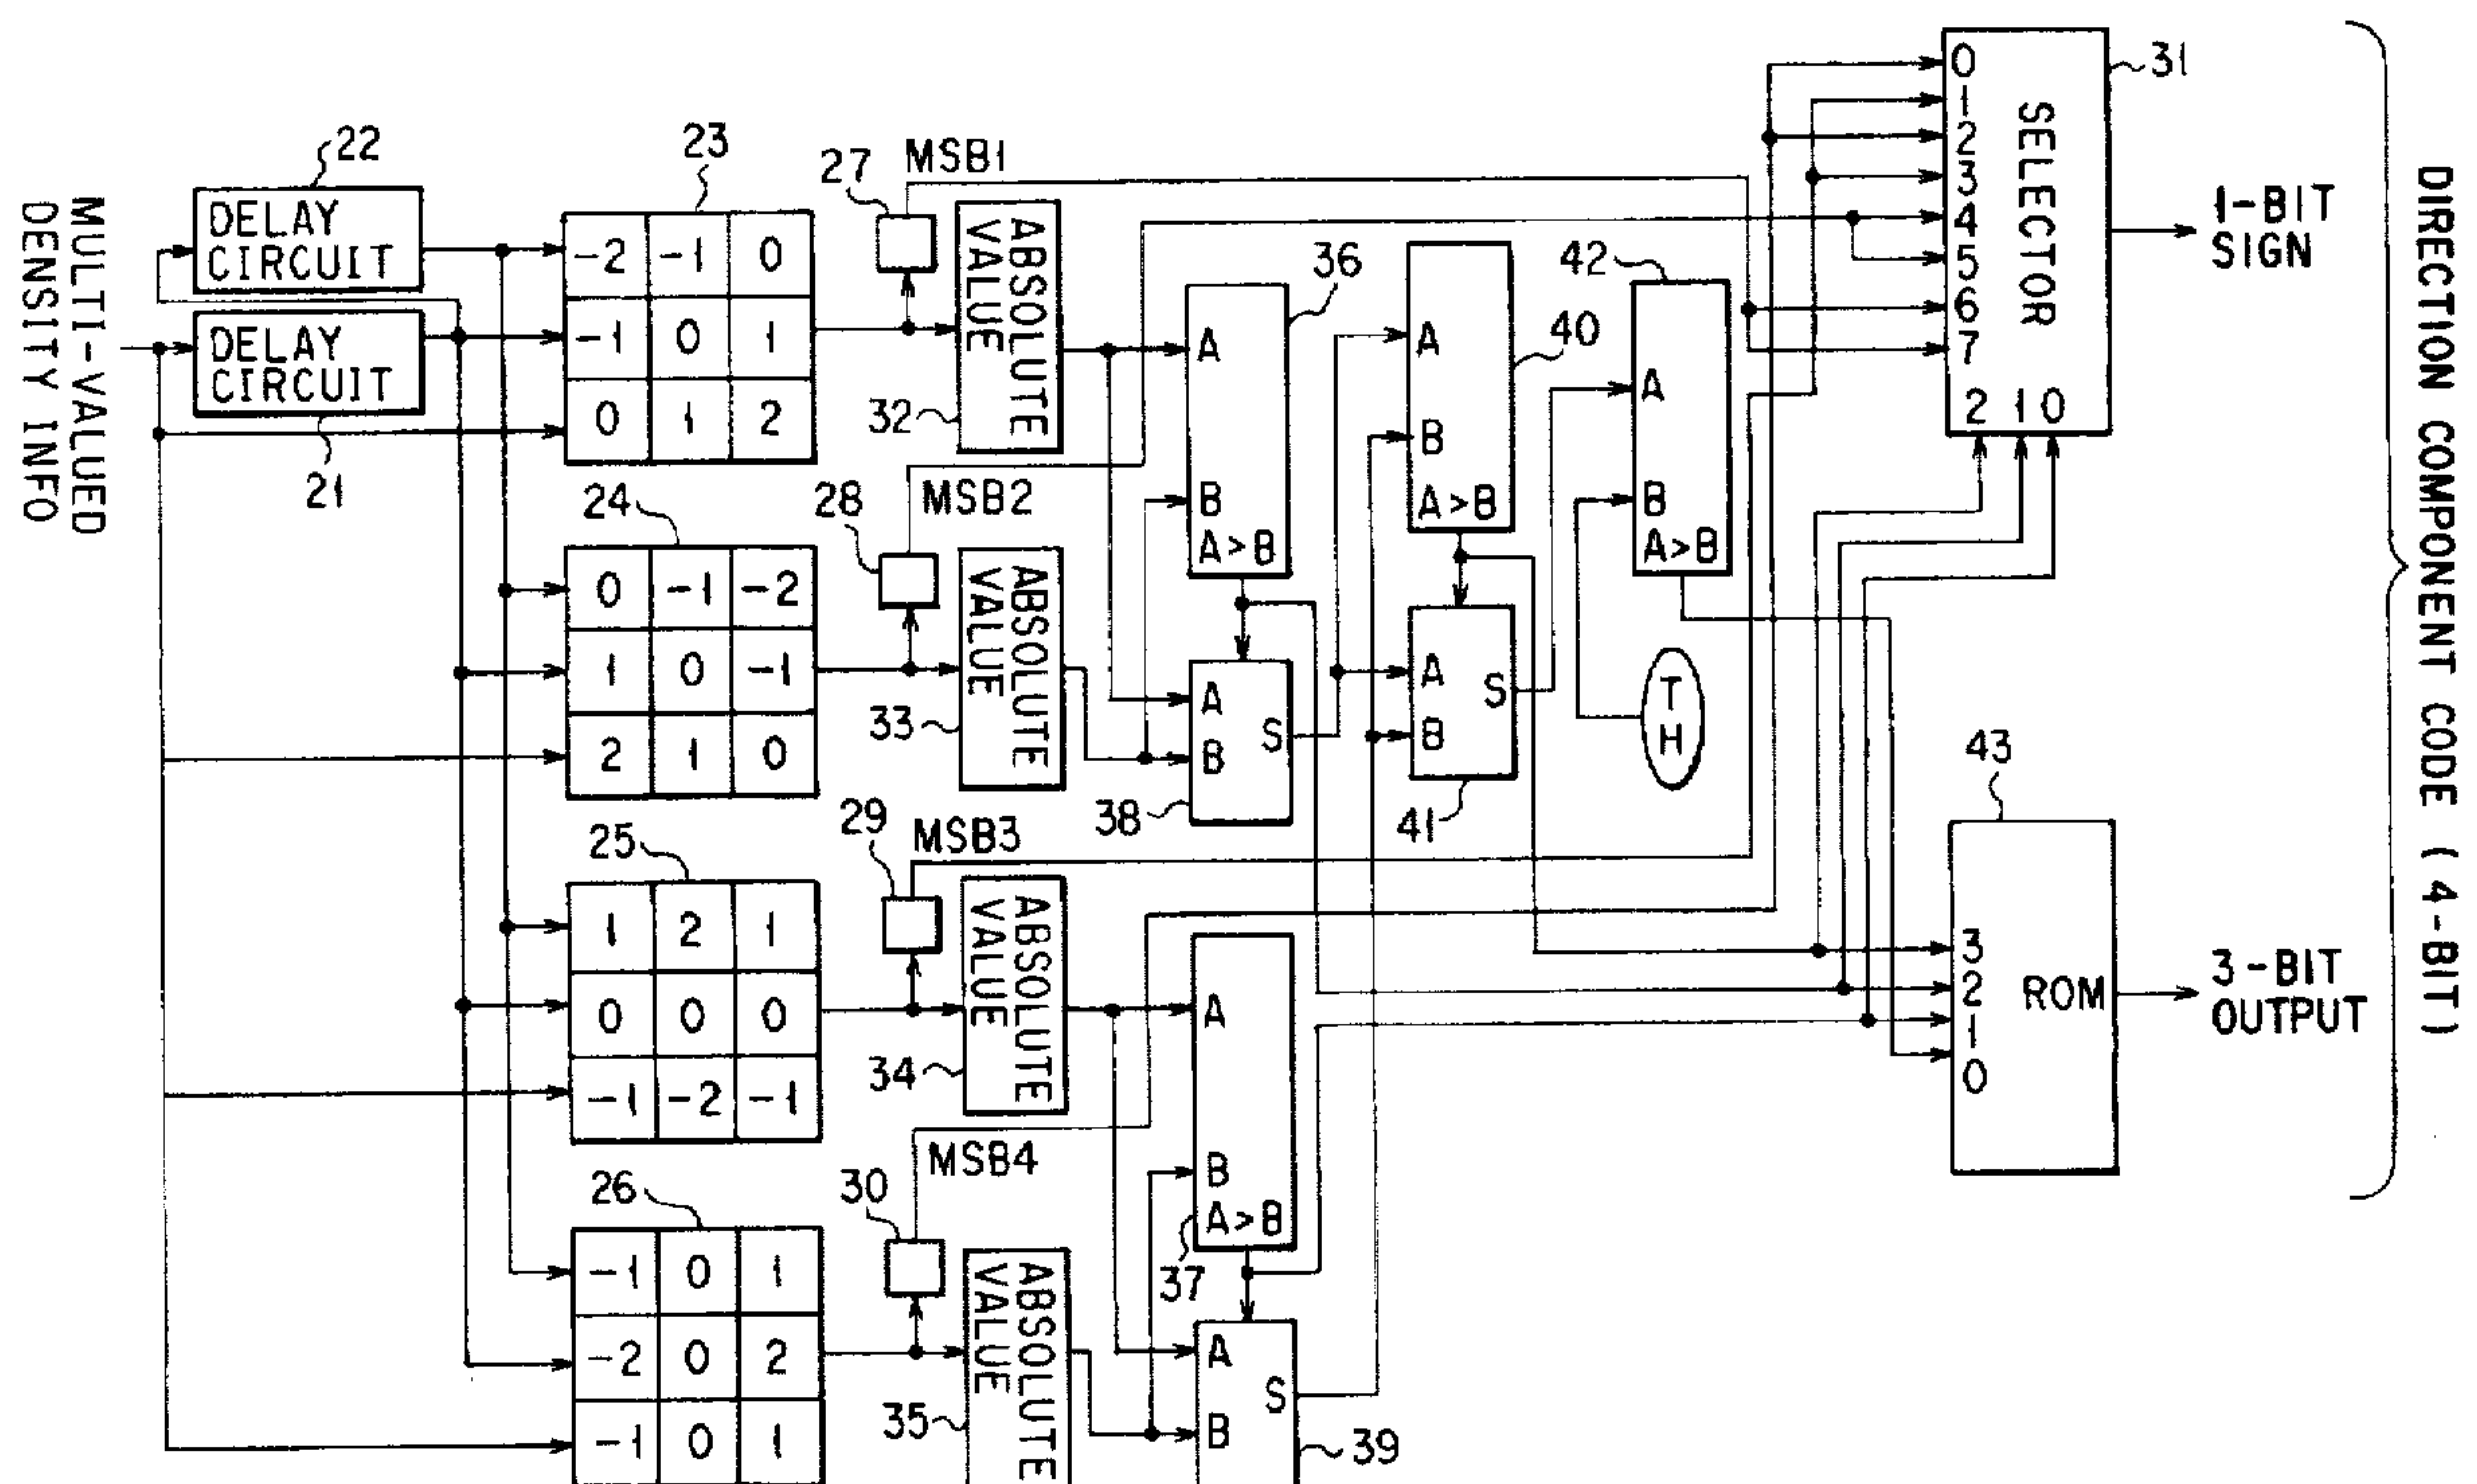 MULTI-VALUED
DENSITY INFO
22
DELAY
CIRCUIT
DELAY
CIRCUIT
21
23
-2 -1 0
-1 0 1
0 1 2
24
0 -1 -2
1 0 -1
2 1 0
25
1 2 1
0 0 0
-1 -2 -1
26
-1 0 1
-2 0 2
-1 0 1
27
MSB1
28
MSB2
29
MSB3
30
MSB4
ABSOLUTE
VALUE
32
ABSOLUTE
VALUE
33
ABSOLUTE
VALUE
34
ABSOLUTE
VALUE
35
36
A
B
A>B
A
B
S
38
A
B
A>B
37
A
B
S
39
40
A
B
A>B
A
B
S
41
42
A
B
A>B
TH
31
0
1
2
3
4
5
6
7
SELECTOR
2 1 0
1-BIT
SIGN
43
3
2
1
0
ROM
3-BIT
OUTPUT
DIRECTION COMPONENT CODE (4-BIT)